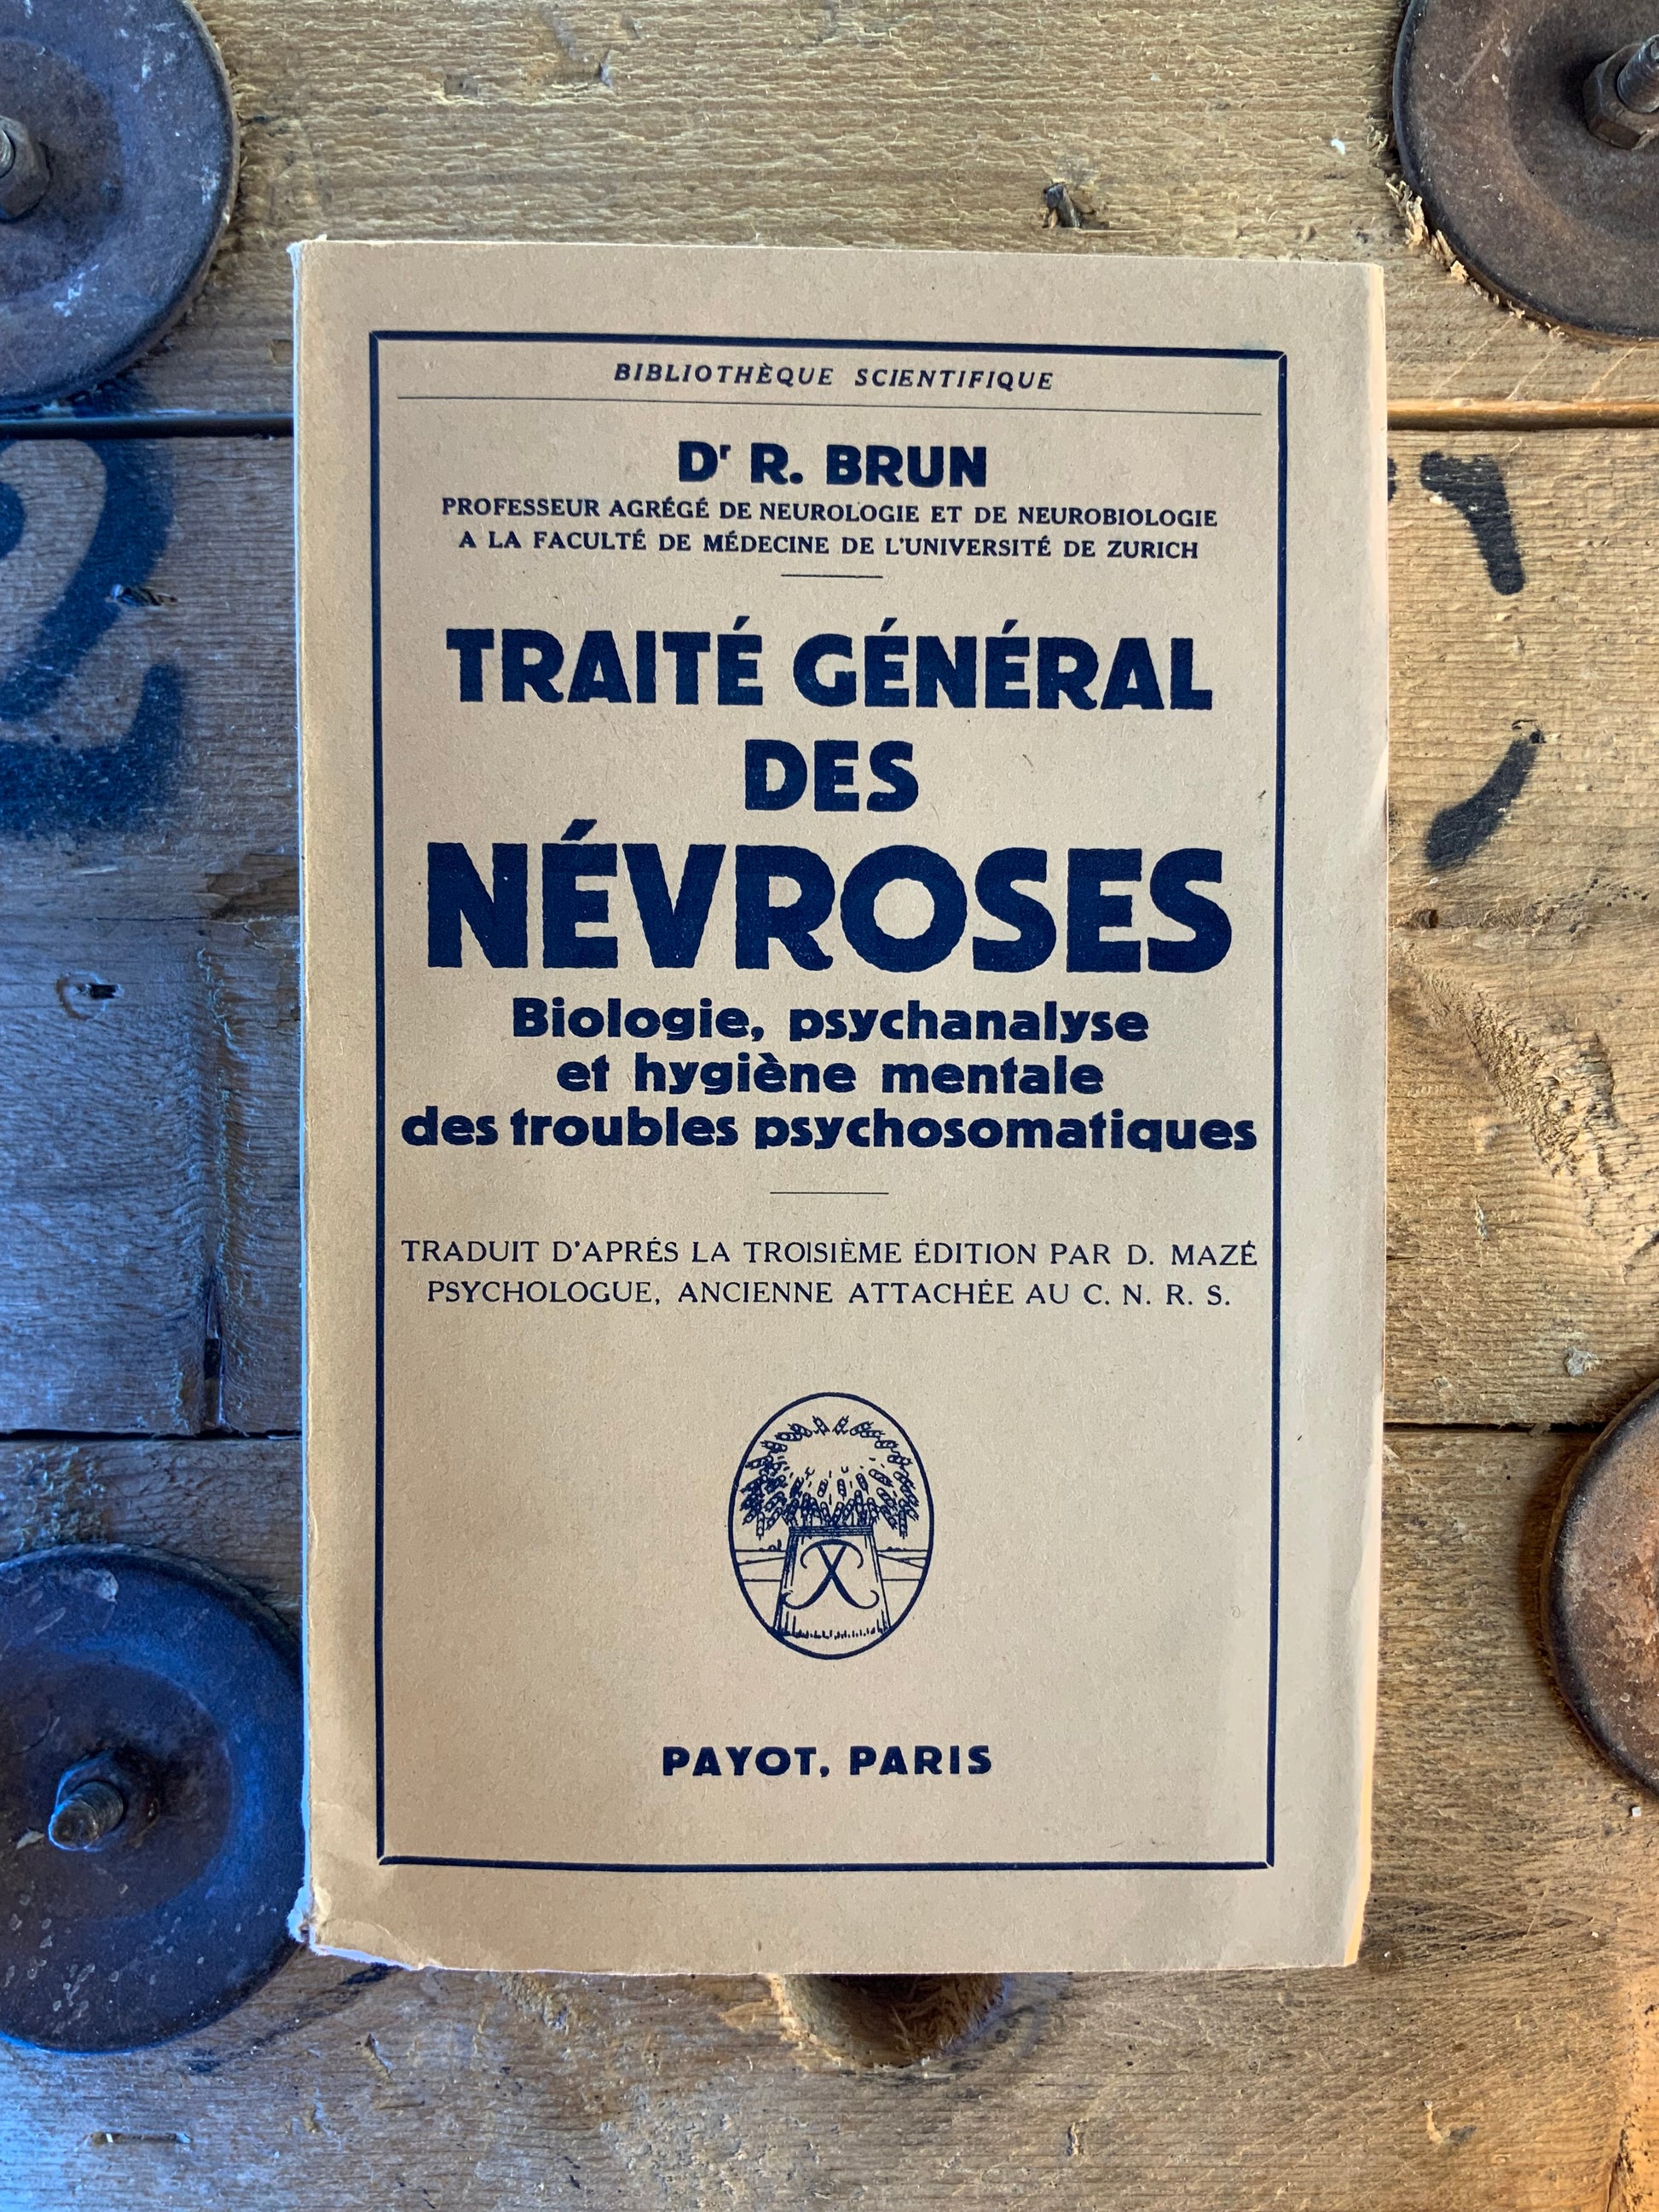 BIBLIOTHÈQUE SCIENTIFIQUE
Dr R. BRUN
PROFESSEUR AGRÉGÉ DE NEUROLOGIE ET DE NEUROBIOLOGIE
A LA FACULTÉ DE MÉDECINE DE L'UNIVERSITÉ DE ZURICH
TRAITÉ GÉNÉRAL
DES
NÉVROSES
Biologie, psychanalyse
et hygiène mentale
des troubles psychosomatiques
TRADUIT D'APRÉS LA TROISIÈME ÉDITION PAR D. MAZÉ
PSYCHOLOGUE, ANCIENNE ATTACHÉE AU C. N. R. S.
PAYOT, PARIS